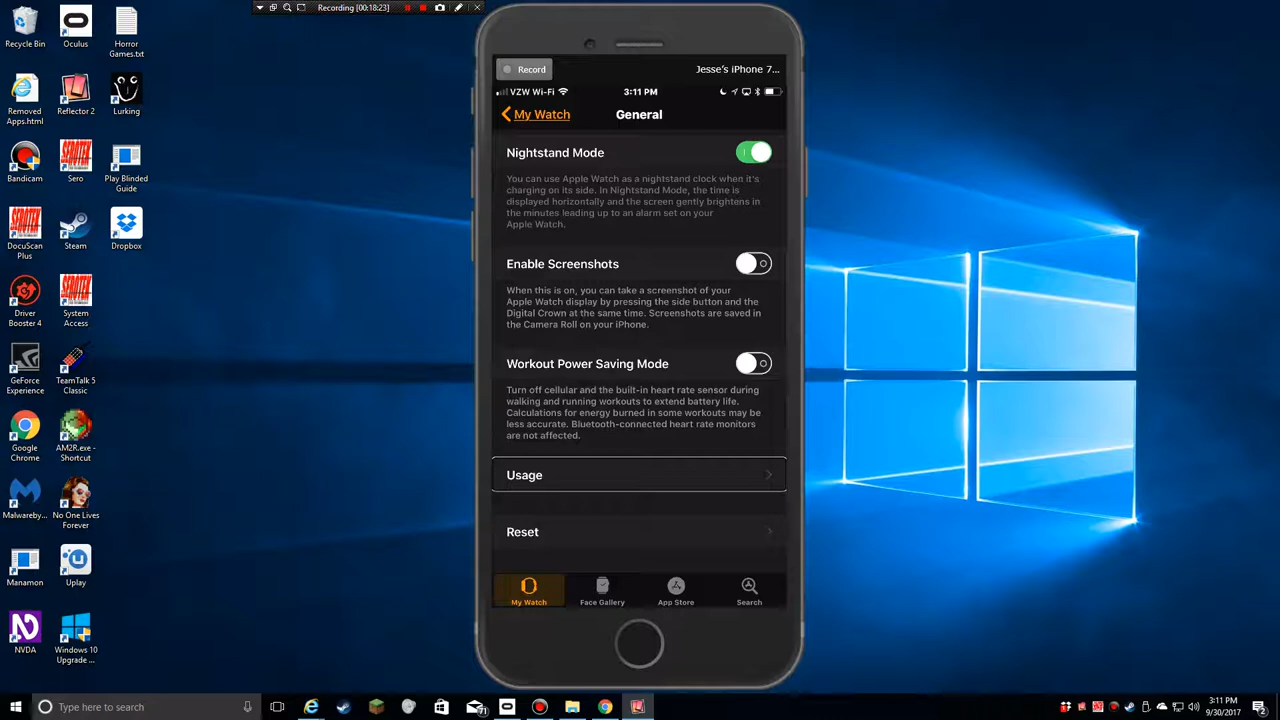 Recording [00:18:23]
Recycle Bin
Oculus
Horror
Games.txt
Removed
Apps.html
Reflector 2
Lurking
SEROTEK
Bandicam
Sero
Play Blinded
Guide
SEROTEK
DocuScan
Plus
Steam
Dropbox
SEROTEK
Driver
Booster 4
System
Access
GeForce
Experience
TeamTalk 5
Classic
Google
Chrome
AM2R.exe -
Shortcut
Malwareby...
No One Lives
Forever
Manamon
Uplay
NVDA
Windows 10
Upgrade ...
Record
Jesse's iPhone 7...
VZW Wi-Fi
3:11 PM
My Watch
General
Nightstand Mode
You can use Apple Watch as a nightstand clock when it's
charging on its side. In Nightstand Mode, the time is
displayed horizontally and the screen gently brightens in
the minutes leading up to an alarm set on your
Apple Watch.
Enable Screenshots
When this is on, you can take a screenshot of your
Apple Watch display by pressing the side button and the
Digital Crown at the same time. Screenshots are saved in
the Camera Roll on your iPhone.
Workout Power Saving Mode
Turn off cellular and the built-in heart rate sensor during
walking and running workouts to extend battery life.
Calculations for energy burned in some workouts may be
less accurate. Bluetooth-connected heart rate monitors
are not affected.
Usage
Reset
My Watch
Face Gallery
App Store
Search
Type here to search
71
3:11 PM
9/30/2017
2